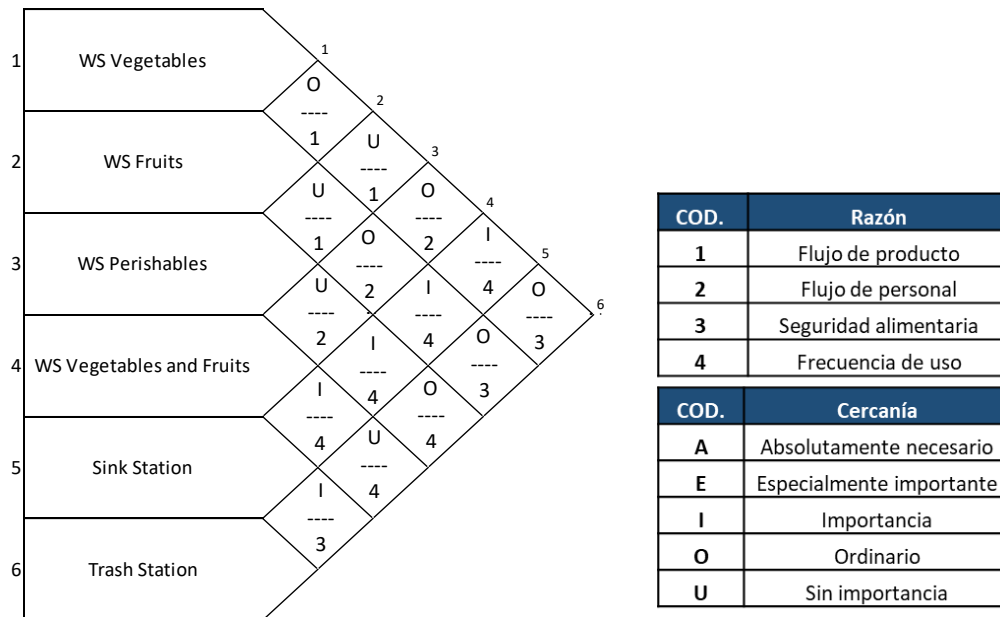 1 WS Vegetables
2 WS Fruits
3 WS Perishables
4 WS Vegetables and Fruits
5 Sink Station
6 Trash Station
1
O
----
1
2
U
----
1
3
U
----
1
O
----
2
4
O
----
2
I
----
4
5
U
----
2
I
----
4
O
----
3
6
I
----
4
O
----
3
I
----
4
O
----
4
U
----
4
I
----
3
COD. Razón
1 Flujo de producto
2 Flujo de personal
3 Seguridad alimentaria
4 Frecuencia de uso
COD. Cercanía
A Absolutamente necesario
E Especialmente importante
I Importancia
O Ordinario
U Sin importancia